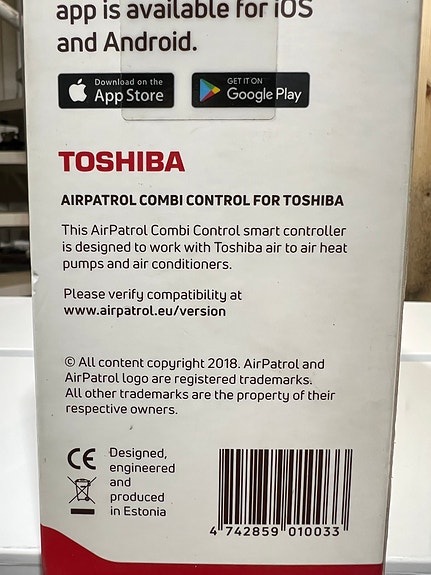 app is available for iOS
and Android.
Download on the
App Store
GET IT ON
Google Play
TOSHIBA
AIRPATROL COMBI CONTROL FOR TOSHIBA
This AirPatrol Combi Control smart controller
is designed to work with Toshiba air to air heat
pumps and air conditioners.
Please verify compatibility at
www.airpatrol.eu/version
© All content copyright 2018. AirPatrol and
AirPatrol logo are registered trademarks.
All other trademarks are the property of their
respective owners.
CE
Designed,
engineered
and
produced
in Estonia
4 742859 010033